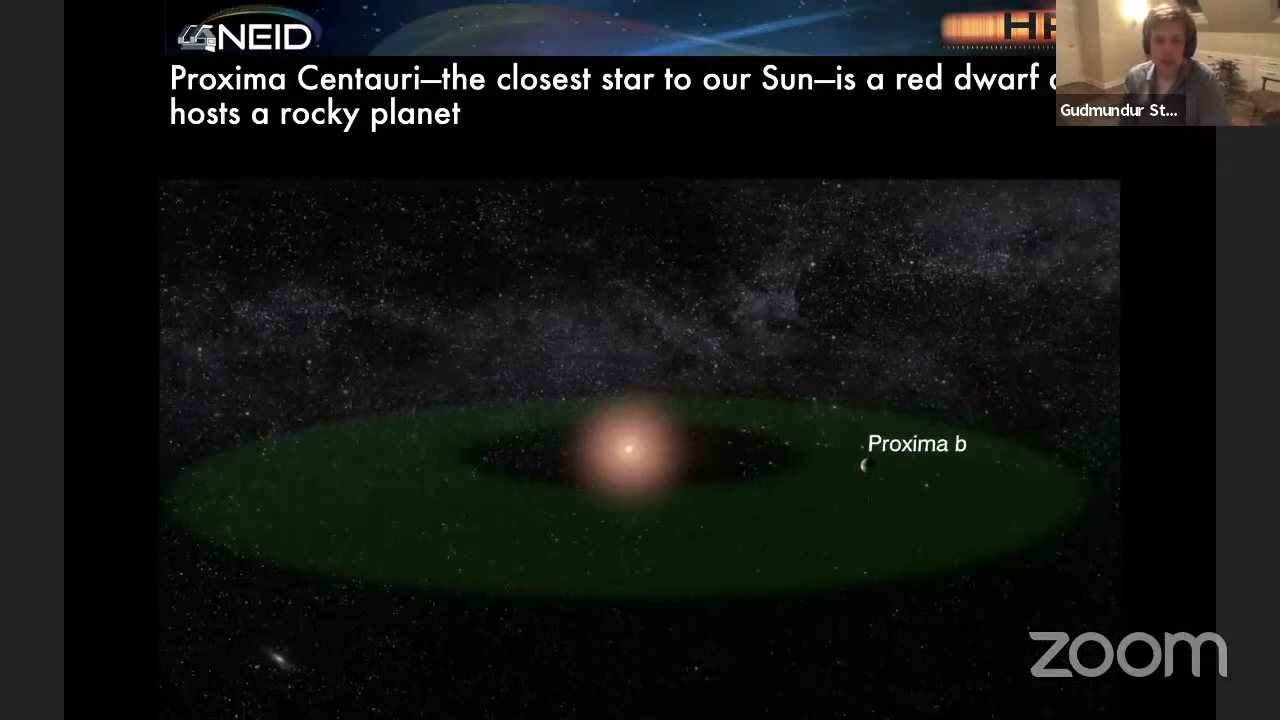 NEID
HP
Proxima Centauri—the closest star to our Sun—is a red dwarf
hosts a rocky planet
Gudmundur St...
Proxima b
zoom